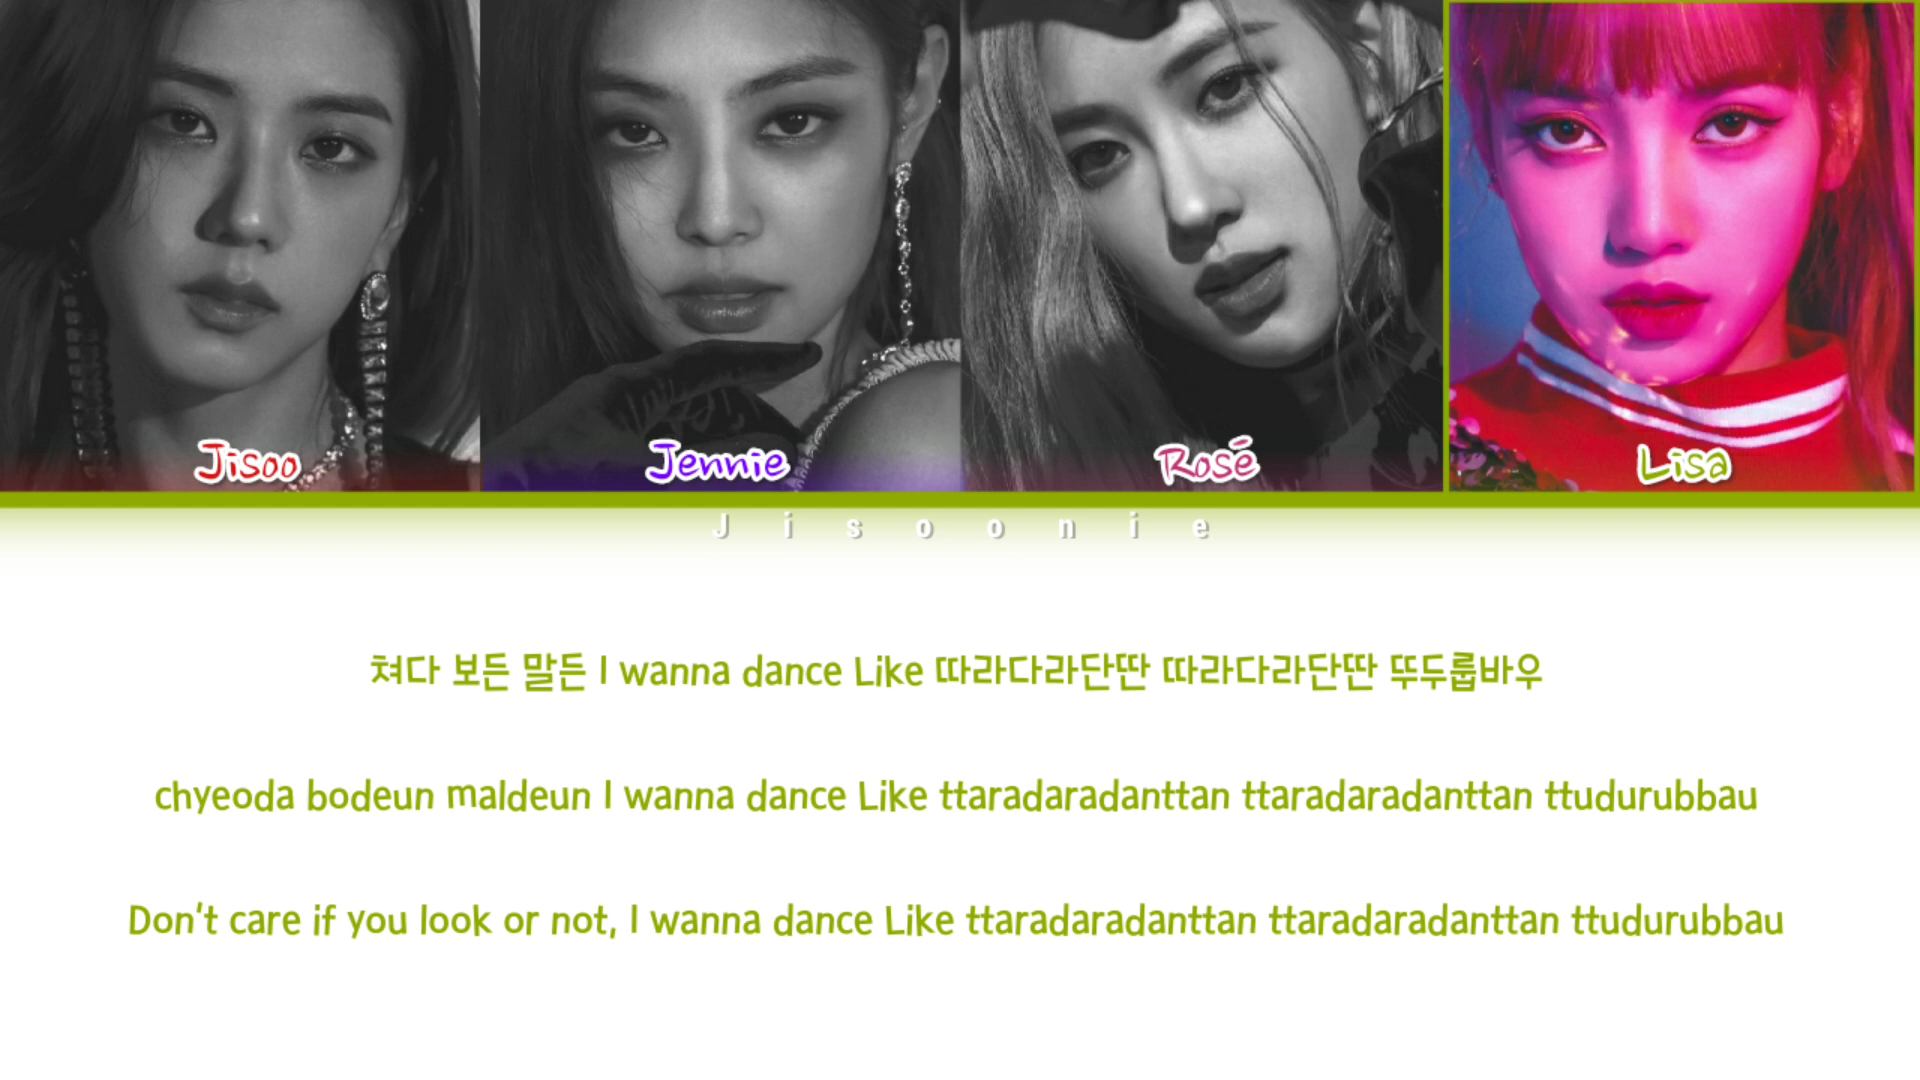 Jisoo
Jennie
Rosé
Lisa
Jisoonie
쳐다 보든 말든 I wanna dance Like 따라다라단딴 따라다라단딴 뚜두룹바우
chyeoda bodeun maldeun I wanna dance Like ttaradaradanttan ttaradaradanttan ttudurubbau
Don't care if you look or not, I wanna dance Like ttaradaradanttan ttaradaradanttan ttudurubbau